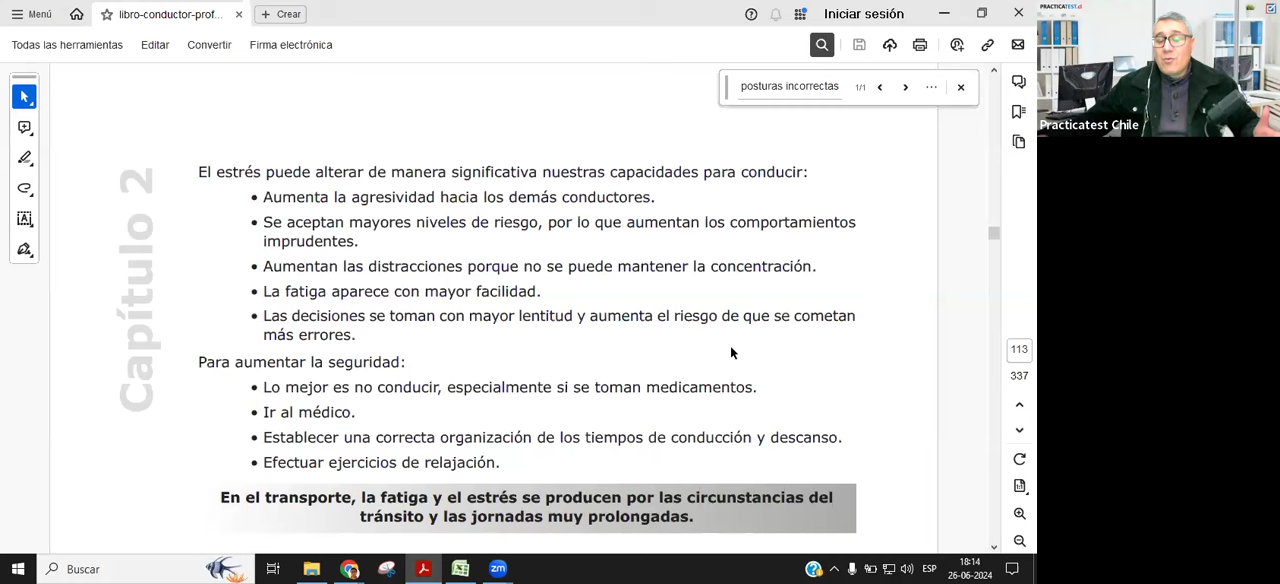 Menú
libro-conductor-prof...
Crear
Iniciar sesión
Todas las herramientas
Editar
Convertir
Firma electrónica
posturas incorrectas
1/1
PRACTICATEST.cl
Practicatest Chile
Capítulo 2
El estrés puede alterar de manera significativa nuestras capacidades para conducir:
• Aumenta la agresividad hacia los demás conductores.
• Se aceptan mayores niveles de riesgo, por lo que aumentan los comportamientos
imprudentes.
• Aumentan las distracciones porque no se puede mantener la concentración.
• La fatiga aparece con mayor facilidad.
• Las decisiones se toman con mayor lentitud y aumenta el riesgo de que se cometan
más errores.
Para aumentar la seguridad:
• Lo mejor es no conducir, especialmente si se toman medicamentos.
• Ir al médico.
• Establecer una correcta organización de los tiempos de conducción y descanso.
• Efectuar ejercicios de relajación.
En el transporte, la fatiga y el estrés se producen por las circunstancias del
tránsito y las jornadas muy prolongadas.
113
337
Buscar
zm
ESP
18:14
26-06-2024